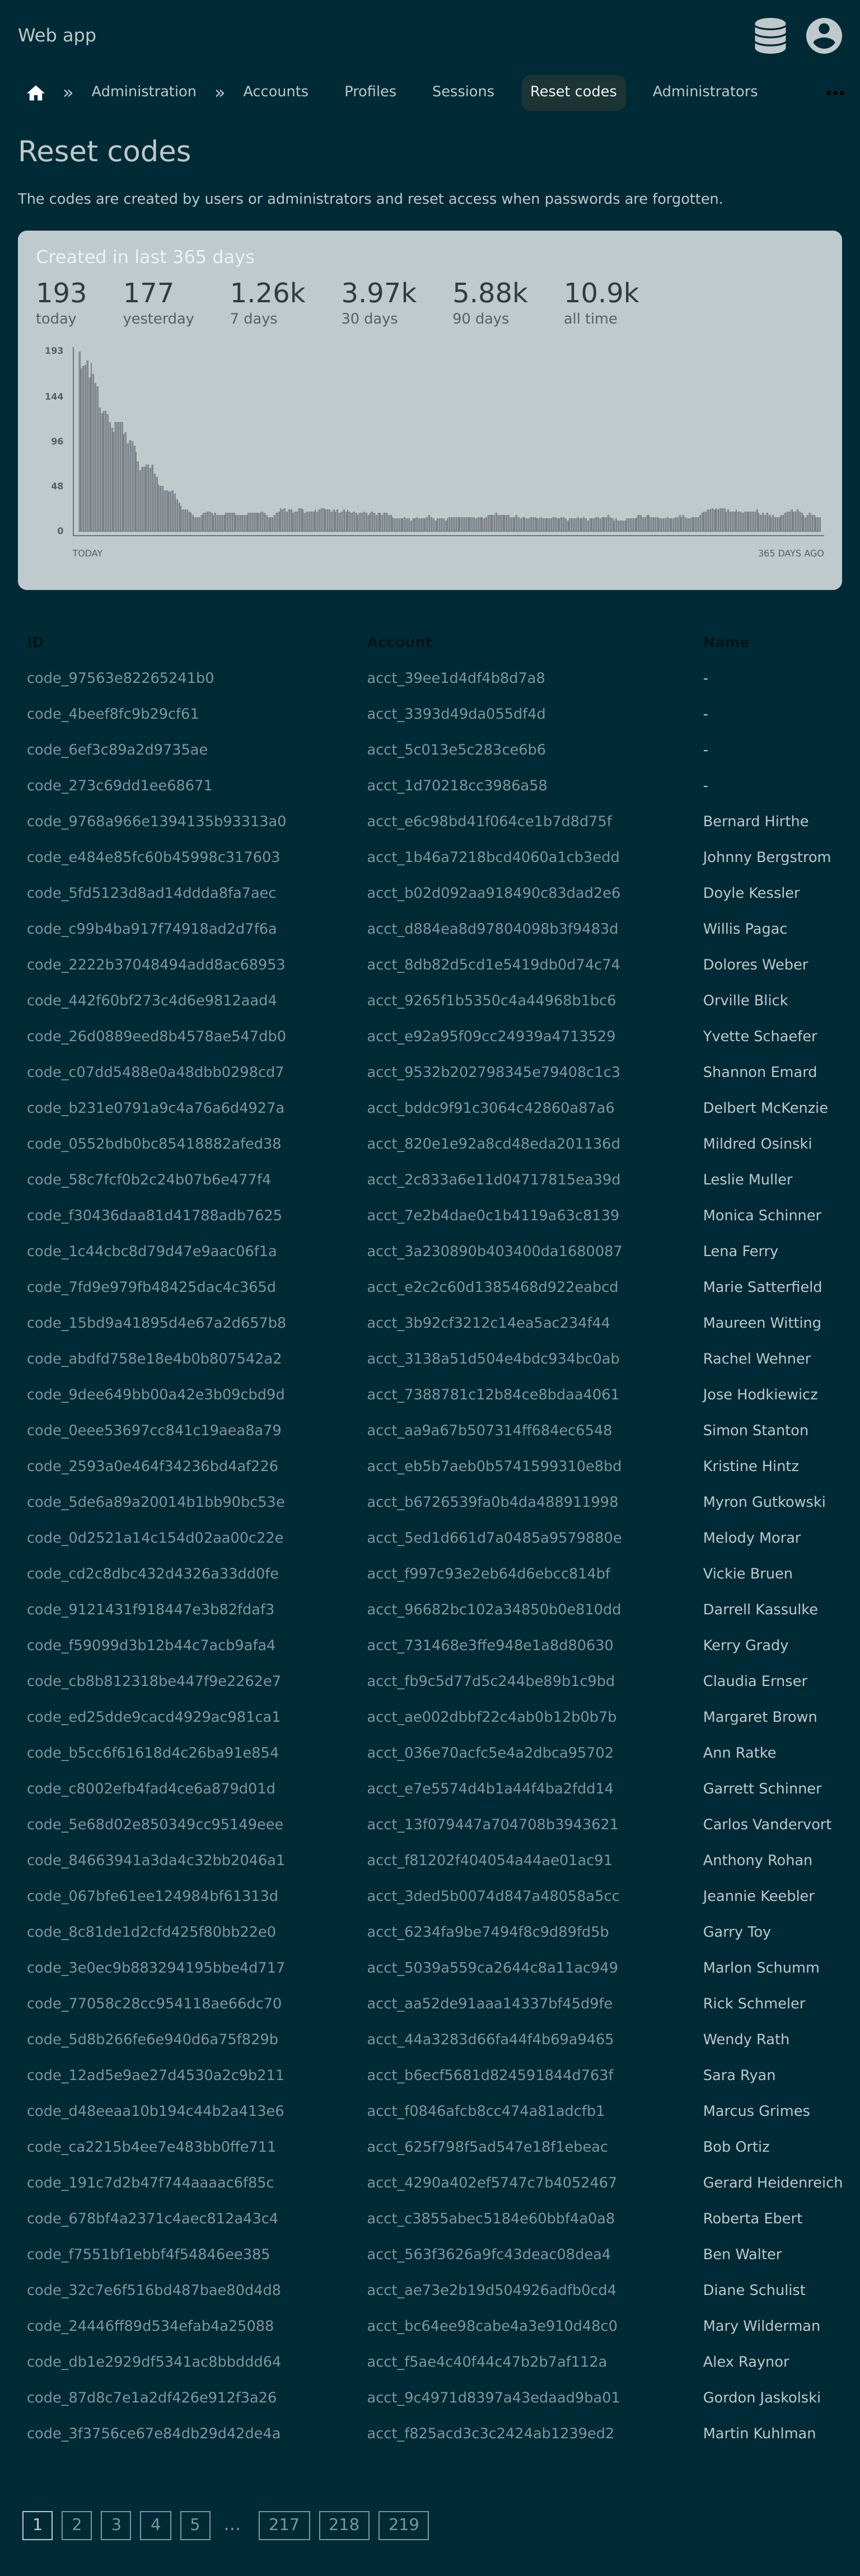 Web app
» Administration » Accounts Profiles Sessions Reset codes Administrators
Reset codes
The codes are created by users or administrators and reset access when passwords are forgotten.
Created in last 365 days
193 177 1.26k 3.97k 5.88k 10.9k
today yesterday 7 days 30 days 90 days all time
193
144
96
48
0
TODAY 365 DAYS AGO
ID Account Name
code_97563e82265241b0 acct_39ee1d4df4b8d7a8 -
code_4beef8fc9b29cf61 acct_3393d49da055df4d -
code_6ef3c89a2d9735ae acct_5c013e5c283ce6b6 -
code_273c69dd1ee68671 acct_1d70218cc3986a58 -
code_9768a966e1394135b93313a0 acct_e6c98bd41f064ce1b7d8d75f Bernard Hirthe
code_e484e85fc60b45998c317603 acct_1b46a7218bcd4060a1cb3edd Johnny Bergstrom
code_5fd5123d8ad14ddda8fa7aec acct_b02d092aa918490c83dad2e6 Doyle Kessler
code_c99b4ba917f74918ad2d7f6a acct_d884ea8d97804098b3f9483d Willis Pagac
code_2222b37048494add8ac68953 acct_8db82d5cd1e5419db0d74c74 Dolores Weber
code_442f60bf273c4d6e9812aad4 acct_9265f1b5350c4a44968b1bc6 Orville Blick
code_26d0889eed8b4578ae547db0 acct_e92a95f09cc24939a4713529 Yvette Schaefer
code_c07dd5488e0a48dbb0298cd7 acct_9532b202798345e79408c1c3 Shannon Emard
code_b231e0791a9c4a76a6d4927a acct_bddc9f91c3064c42860a87a6 Delbert McKenzie
code_0552bdb0bc85418882afed38 acct_820e1e92a8cd48eda201136d Mildred Osinski
code_58c7fcf0b2c24b07b6e477f4 acct_2c833a6e11d04717815ea39d Leslie Muller
code_f30436daa81d41788adb7625 acct_7e2b4dae0c1b4119a63c8139 Monica Schinner
code_1c44cbc8d79d47e9aac06f1a acct_3a230890b403400da1680087 Lena Ferry
code_7fd9e979fb48425dac4c365d acct_e2c2c60d1385468d922eabcd Marie Satterfield
code_15bd9a41895d4e67a2d657b8 acct_3b92cf3212c14ea5ac234f44 Maureen Witting
code_abdfd758e18e4b0b807542a2 acct_3138a51d504e4bdc934bc0ab Rachel Wehner
code_9dee649bb00a42e3b09cbd9d acct_7388781c12b84ce8bdaa4061 Jose Hodkiewicz
code_0eee53697cc841c19aea8a79 acct_aa9a67b507314ff684ec6548 Simon Stanton
code_2593a0e464f34236bd4af226 acct_eb5b7aeb0b5741599310e8bd Kristine Hintz
code_5de6a89a20014b1bb90bc53e acct_b6726539fa0b4da488911998 Myron Gutkowski
code_0d2521a14c154d02aa00c22e acct_5ed1d661d7a0485a9579880e Melody Morar
code_cd2c8dbc432d4326a33dd0fe acct_f997c93e2eb64d6ebcc814bf Vickie Bruen
code_9121431f918447e3b82fdaf3 acct_96682bc102a34850b0e810dd Darrell Kassulke
code_f59099d3b12b44c7acb9afa4 acct_731468e3ffe948e1a8d80630 Kerry Grady
code_cb8b812318be447f9e2262e7 acct_fb9c5d77d5c244be89b1c9bd Claudia Ernser
code_ed25dde9cacd4929ac981ca1 acct_ae002dbbf22c4ab0b12b0b7b Margaret Brown
code_b5cc6f61618d4c26ba91e854 acct_036e70acfc5e4a2dbca95702 Ann Ratke
code_c8002efb4fad4ce6a879d01d acct_e7e5574d4b1a44f4ba2fdd14 Garrett Schinner
code_5e68d02e850349cc95149eee acct_13f079447a704708b3943621 Carlos Vandervort
code_84663941a3da4c32bb2046a1 acct_f81202f404054a44ae01ac91 Anthony Rohan
code_067bfe61ee124984bf61313d acct_3ded5b0074d847a48058a5cc Jeannie Keebler
code_8c81de1d2cfd425f80bb22e0 acct_6234fa9be7494f8c9d89fd5b Garry Toy
code_3e0ec9b883294195bbe4d717 acct_5039a559ca2644c8a11ac949 Marlon Schumm
code_77058c28cc954118ae66dc70 acct_aa52de91aaa14337bf45d9fe Rick Schmeler
code_5d8b266fe6e940d6a75f829b acct_44a3283d66fa44f4b69a9465 Wendy Rath
code_12ad5e9ae27d4530a2c9b211 acct_b6ecf5681d824591844d763f Sara Ryan
code_d48eeaa10b194c44b2a413e6 acct_f0846afcb8cc474a81adcfb1 Marcus Grimes
code_ca2215b4ee7e483bb0ffe711 acct_625f798f5ad547e18f1ebeac Bob Ortiz
code_191c7d2b47f744aaaac6f85c acct_4290a402ef5747c7b4052467 Gerard Heidenreich
code_678bf4a2371c4aec812a43c4 acct_c3855abec5184e60bbf4a0a8 Roberta Ebert
code_f7551bf1ebbf4f54846ee385 acct_563f3626a9fc43deac08dea4 Ben Walter
code_32c7e6f516bd487bae80d4d8 acct_ae73e2b19d504926adfb0cd4 Diane Schulist
code_24446ff89d534efab4a25088 acct_bc64ee98cabe4a3e910d48c0 Mary Wilderman
code_db1e2929df5341ac8bbddd64 acct_f5ae4c40f44c47b2b7af112a Alex Raynor
code_87d8c7e1a2df426e912f3a26 acct_9c4971d8397a43edaad9ba01 Gordon Jaskolski
code_3f3756ce67e84db29d42de4a acct_f825acd3c3c2424ab1239ed2 Martin Kuhlman
1 2 3 4 5 … 217 218 219